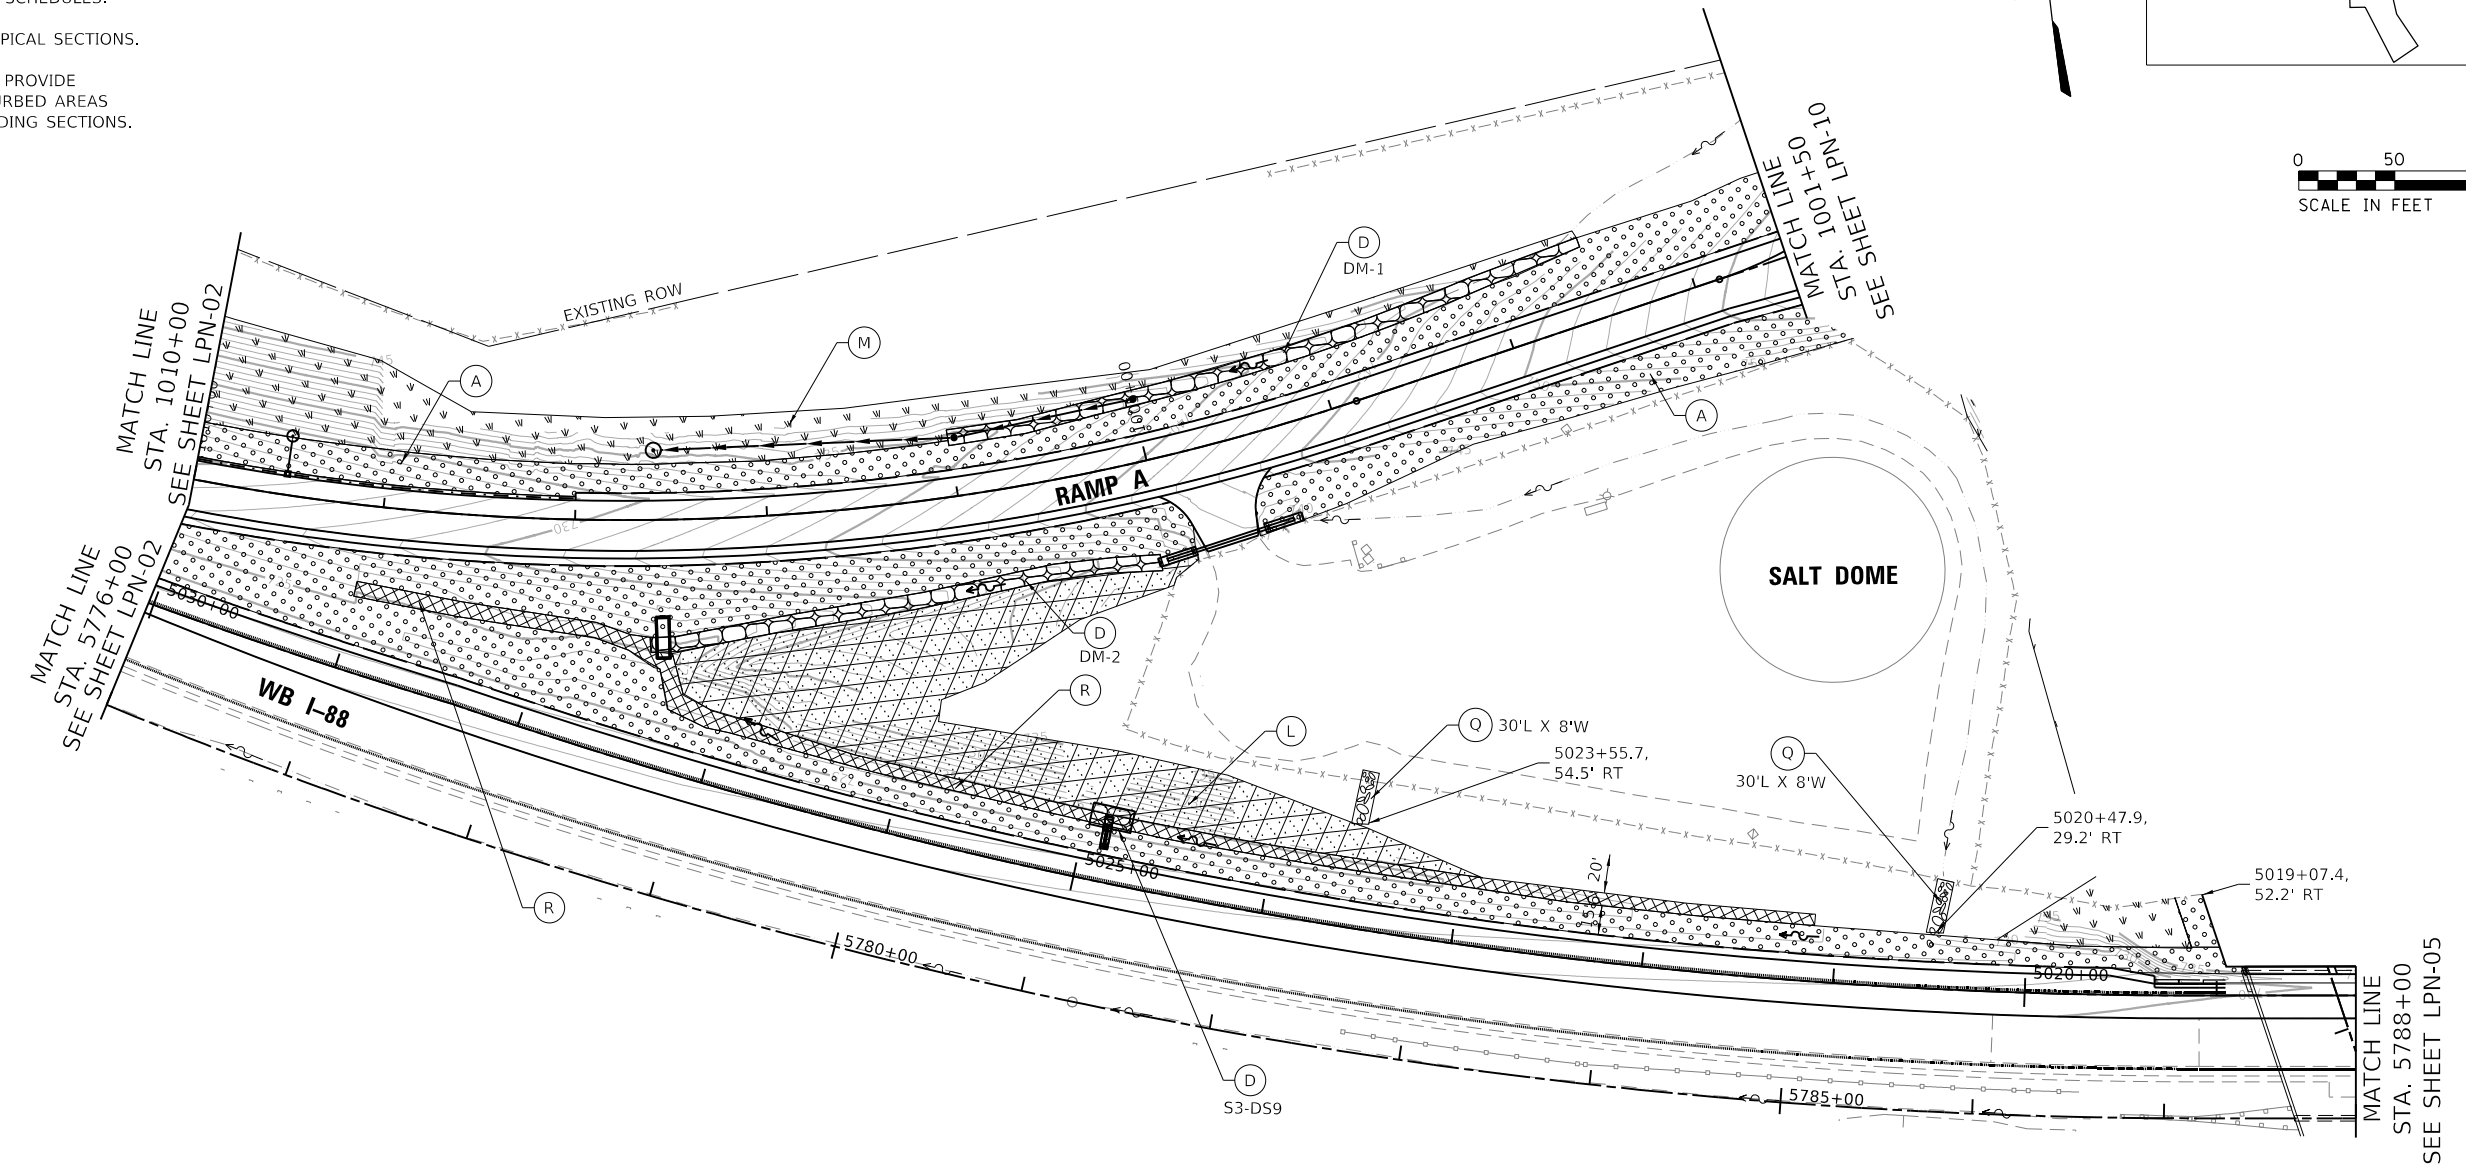 SCHEDULES.
PICAL SECTIONS.
PROVIDE
URBED AREAS
DING SECTIONS.
0 50
SCALE IN FEET
MATCH LINE
STA. 1001+50
SEE SHEET LPN-10
D
DM-1
EXISTING ROW
M
MATCH LINE
STA. 1010+00
SEE SHEET LPN-02
A
A
RAMP A
730
SALT DOME
MATCH LINE
STA. 5776+00
SEE SHEET LPN-02
5030+00
WB I-88
D
DM-2
R
L
Q 30'L X 8'W
5023+55.7,
54.5' RT
Q
30'L X 8'W
5020+47.9,
29.2' RT
5019+07.4,
52.2' RT
R
5025+00
20'
5020+00
5780+00
5785+00
D
S3-DS9
MATCH LINE
STA. 5788+00
SEE SHEET LPN-05